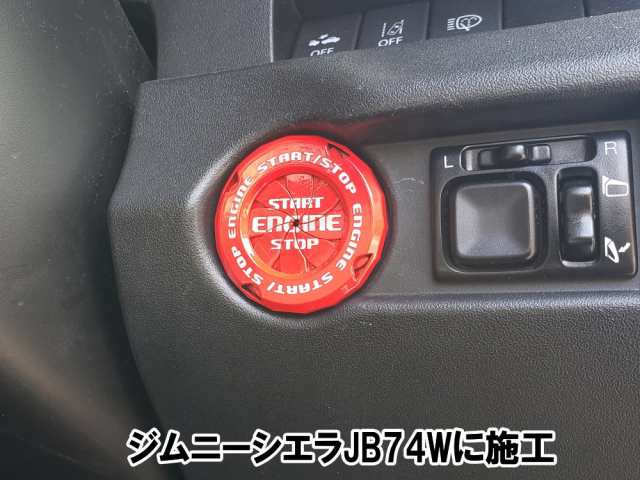 OFF
OFF
L R
ENGINE START/STOP ENGINE START/STOP
START
ENGINE
STOP
ジムニーシエラJB74Wに施工